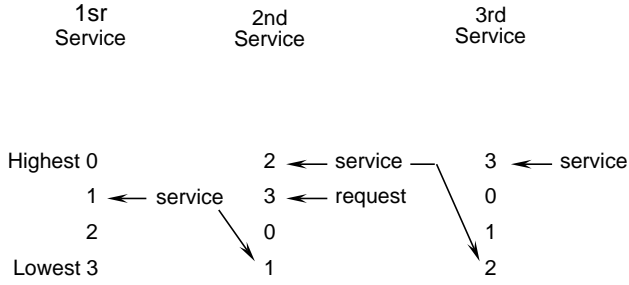 1sr
Service
2nd
Service
3rd
Service
Highest 0 2 service 3 service
1 service 3 request 0
2 0 1
Lowest 3 1 2